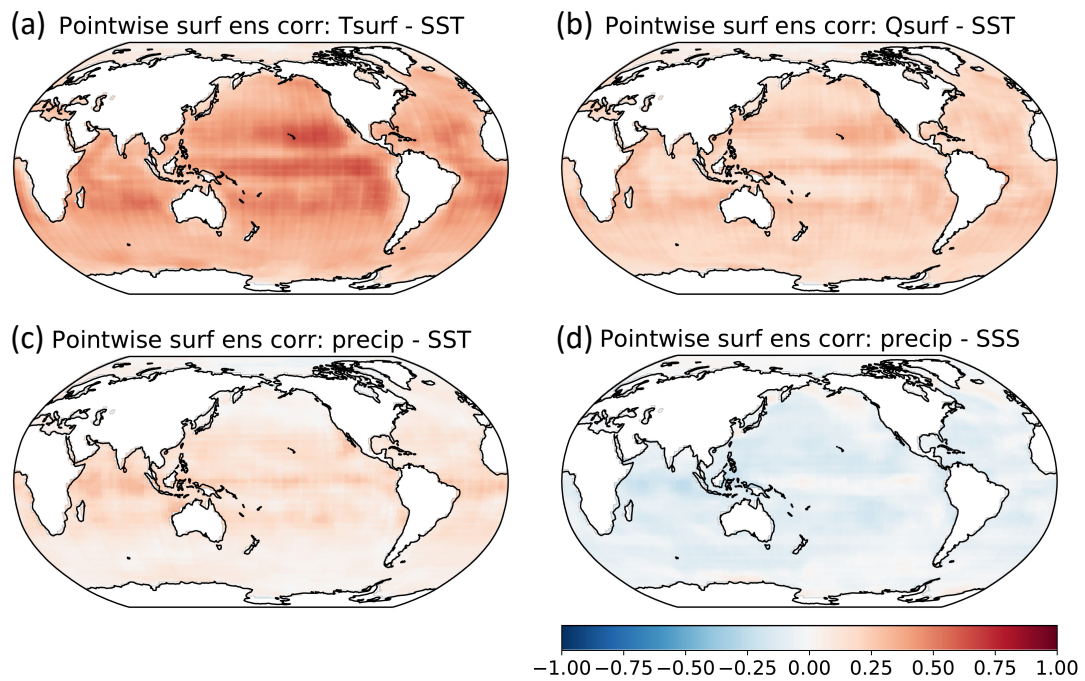 (a) Pointwise surf ens corr: Tsurf - SST
(b) Pointwise surf ens corr: Qsurf - SST
(c) Pointwise surf ens corr: precip - SST
(d) Pointwise surf ens corr: precip - SSS
−1.00 −0.75 −0.50 −0.25 0.00 0.25 0.50 0.75 1.00